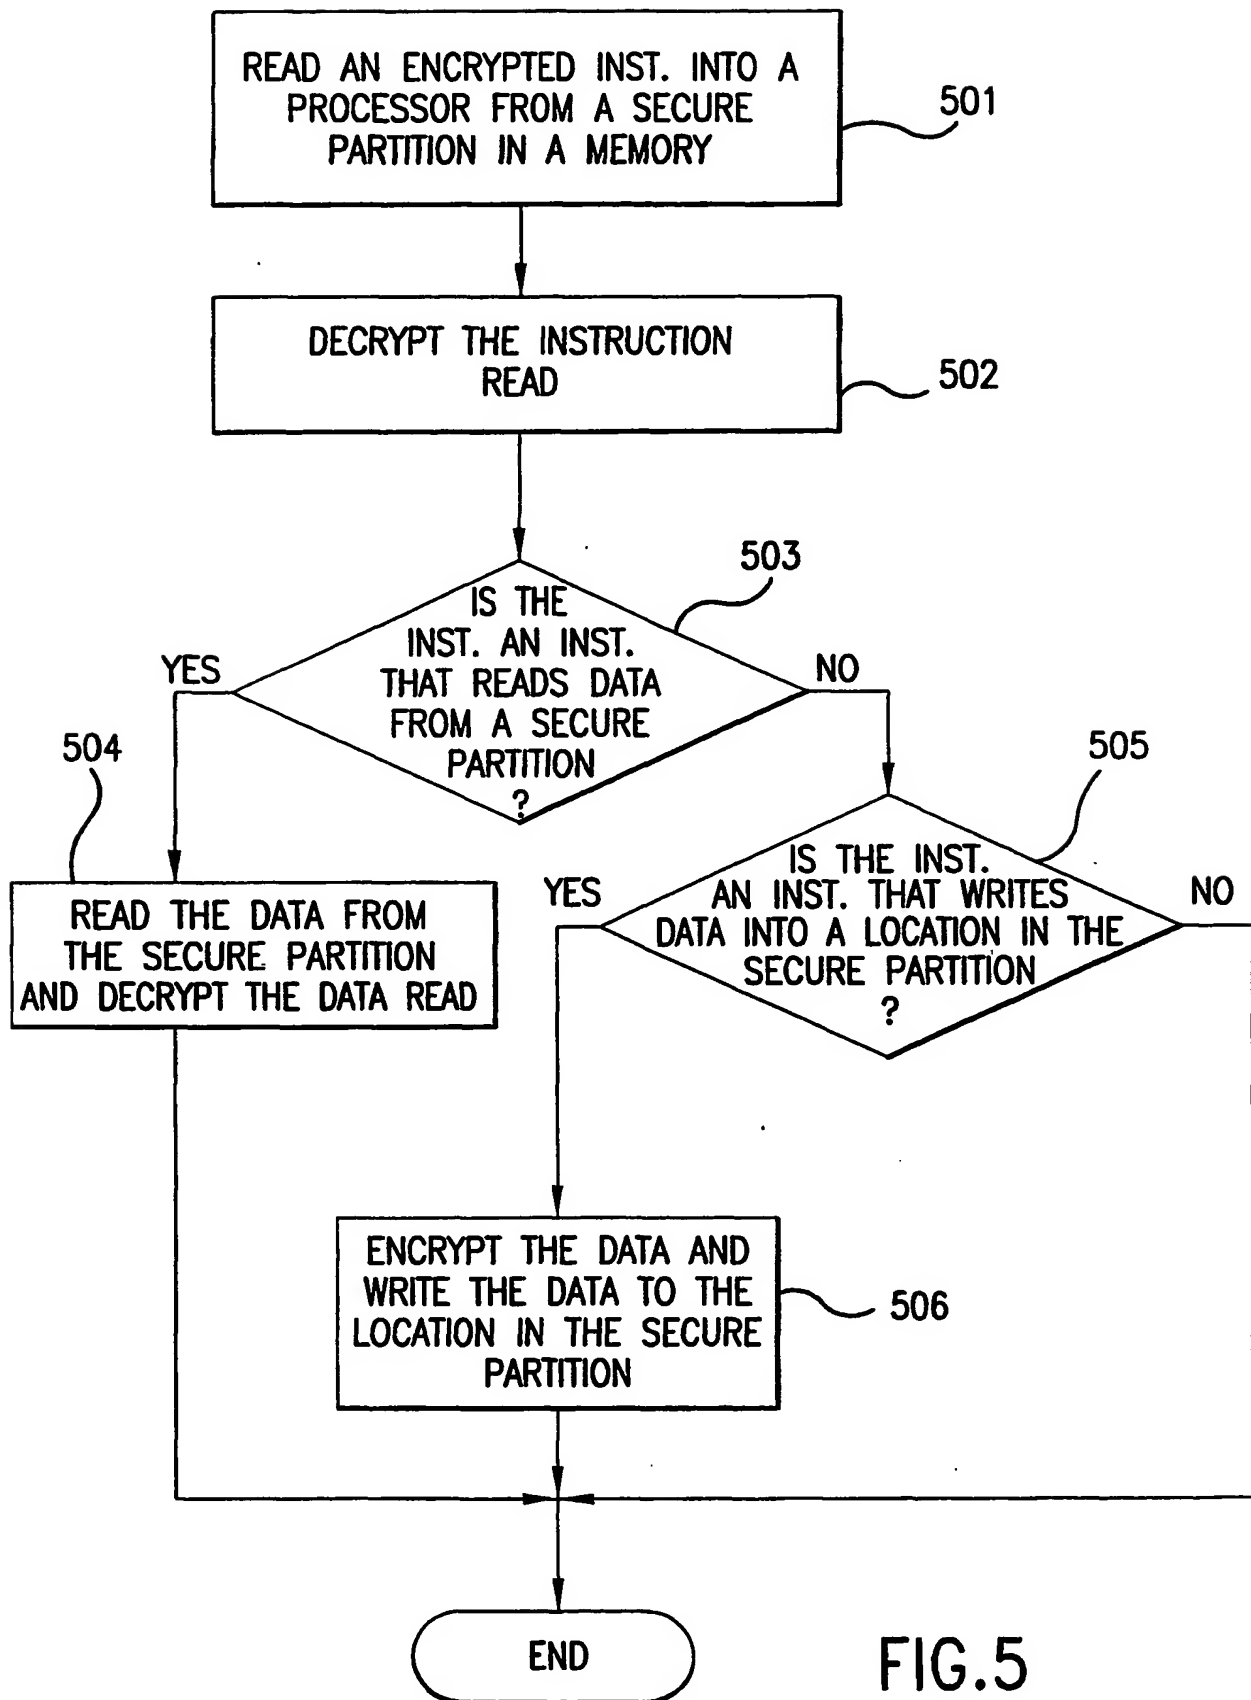 READ AN ENCRYPTED INST. INTO A
PROCESSOR FROM A SECURE
PARTITION IN A MEMORY
501
DECRYPT THE INSTRUCTION
READ
502
503
IS THE
INST. AN INST.
THAT READS DATA
FROM A SECURE
PARTITION
?
YES
NO
504
505
READ THE DATA FROM
THE SECURE PARTITION
AND DECRYPT THE DATA READ
IS THE INST.
AN INST. THAT WRITES
DATA INTO A LOCATION IN THE
SECURE PARTITION
?
YES
NO
ENCRYPT THE DATA AND
WRITE THE DATA TO THE
LOCATION IN THE SECURE
PARTITION
506
END
FIG.5